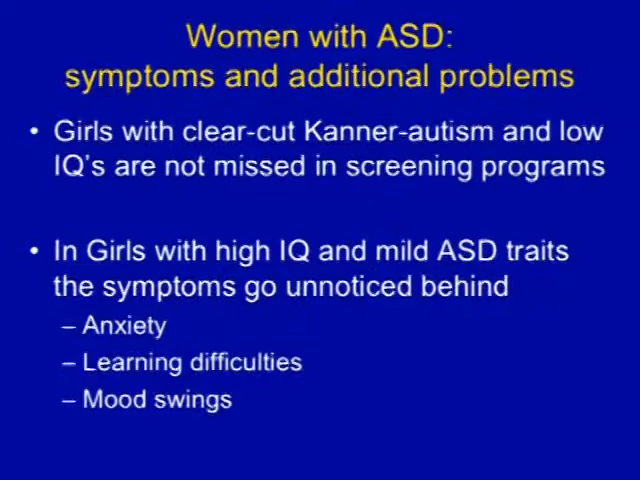 Women with ASD:
symptoms and additional problems
• Girls with clear-cut Kanner-autism and low
IQ's are not missed in screening programs
• In Girls with high IQ and mild ASD traits
the symptoms go unnoticed behind
– Anxiety
– Learning difficulties
– Mood swings